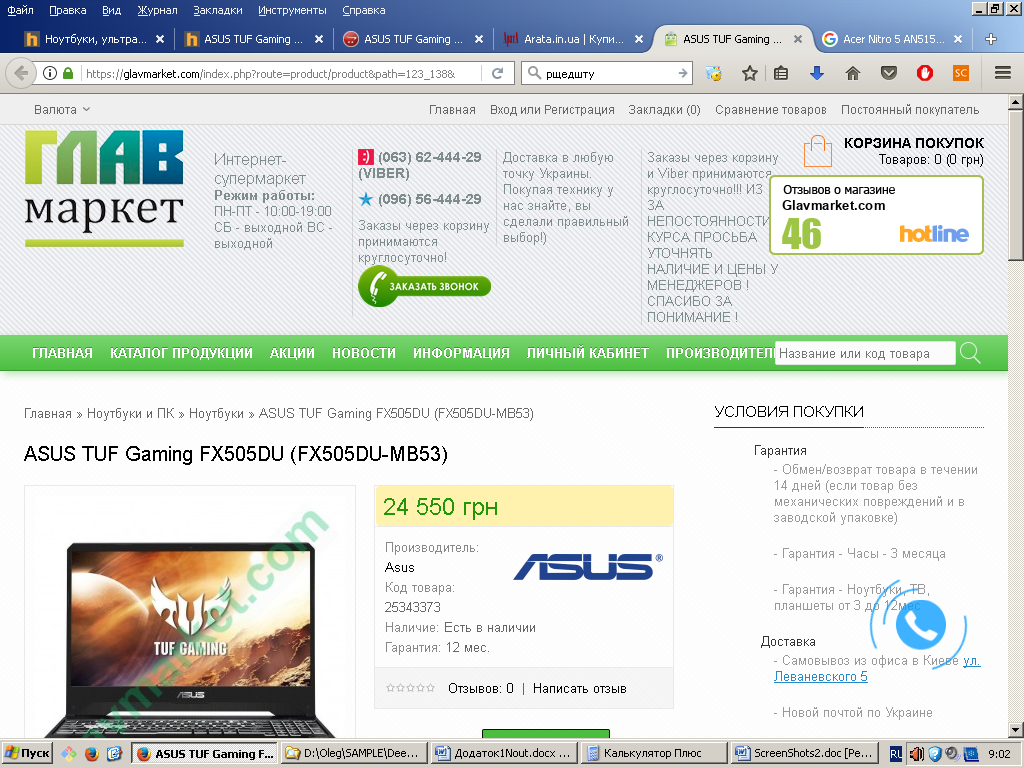 Файл Правка Вид Журнал Закладки Инструменты Справка
Ноутбуки, ультра...
ASUS TUF Gaming ...
ASUS TUF Gaming ...
Arata.in.ua | Купи...
ASUS TUF Gaming ...
Acer Nitro 5 AN515...
https://glavmarket.com/index.php?route=product/product&path=123_138&
рщедшту
Валюта
Главная Вход или Регистрация Закладки (0) Сравнение товаров Постоянный покупатель
ГЛАВ
маркет
Интернет-
супермаркет
Режим работы:
ПН-ПТ - 10:00-19:00
СБ - выходной ВС -
выходной
(063) 62-444-29
(VIBER)
(096) 56-444-29
Заказы через корзину
принимаются
круглосуточно!
ЗАКАЗАТЬ ЗВОНОК
Доставка в любую
точку Украины.
Покупая технику у
нас знайте, вы
сделали правильный
выбор!)
Заказы через корзину
и Viber принимаются
круглосуточно!!! ИЗ
ЗА
НЕПОСТОЯННОСТИ
КУРСА ПРОСЬБА
УТОЧНЯТЬ
НАЛИЧИЕ И ЦЕНЫ У
МЕНЕДЖЕРОВ !
СПАСИБО ЗА
ПОНИМАНИЕ !
КОРЗИНА ПОКУПОК
Товаров: 0 (0 грн)
Отзывов о магазине
Glavmarket.com
46
hotline
ГЛАВНАЯ КАТАЛОГ ПРОДУКЦИИ АКЦИИ НОВОСТИ ИНФОРМАЦИЯ ЛИЧНЫЙ КАБИНЕТ ПРОИЗВОДИТЕЛ
Название или код товара
Главная » Ноутбуки и ПК » Ноутбуки » ASUS TUF Gaming FX505DU (FX505DU-MB53)
ASUS TUF Gaming FX505DU (FX505DU-MB53)
TUF GAMING
ASUS
24 550 грн
Производитель:
Asus
ASUS
Код товара:
25343373
Наличие: Есть в наличии
Гарантия: 12 мес.
Отзывов: 0 | Написать отзыв
УСЛОВИЯ ПОКУПКИ
Гарантия
- Обмен/возврат товара в течении
14 дней (если товар без
механических повреждений и в
заводской упаковке)
- Гарантия - Часы - 3 месяца
- Гарантия - Ноутбуки, ТВ,
планшеты от 3 до 12мес
Доставка
- Самовывоз из офиса в Киеве ул.
Леваневского 5
- Новой почтой по Украине
Пуск
ASUS TUF Gaming F...
D:\Oleg\SAMPLE\Dee...
Додаток1Nout.docx ...
Калькулятор Плюс
ScreenShots2.doc [Ре...
RU
9:02